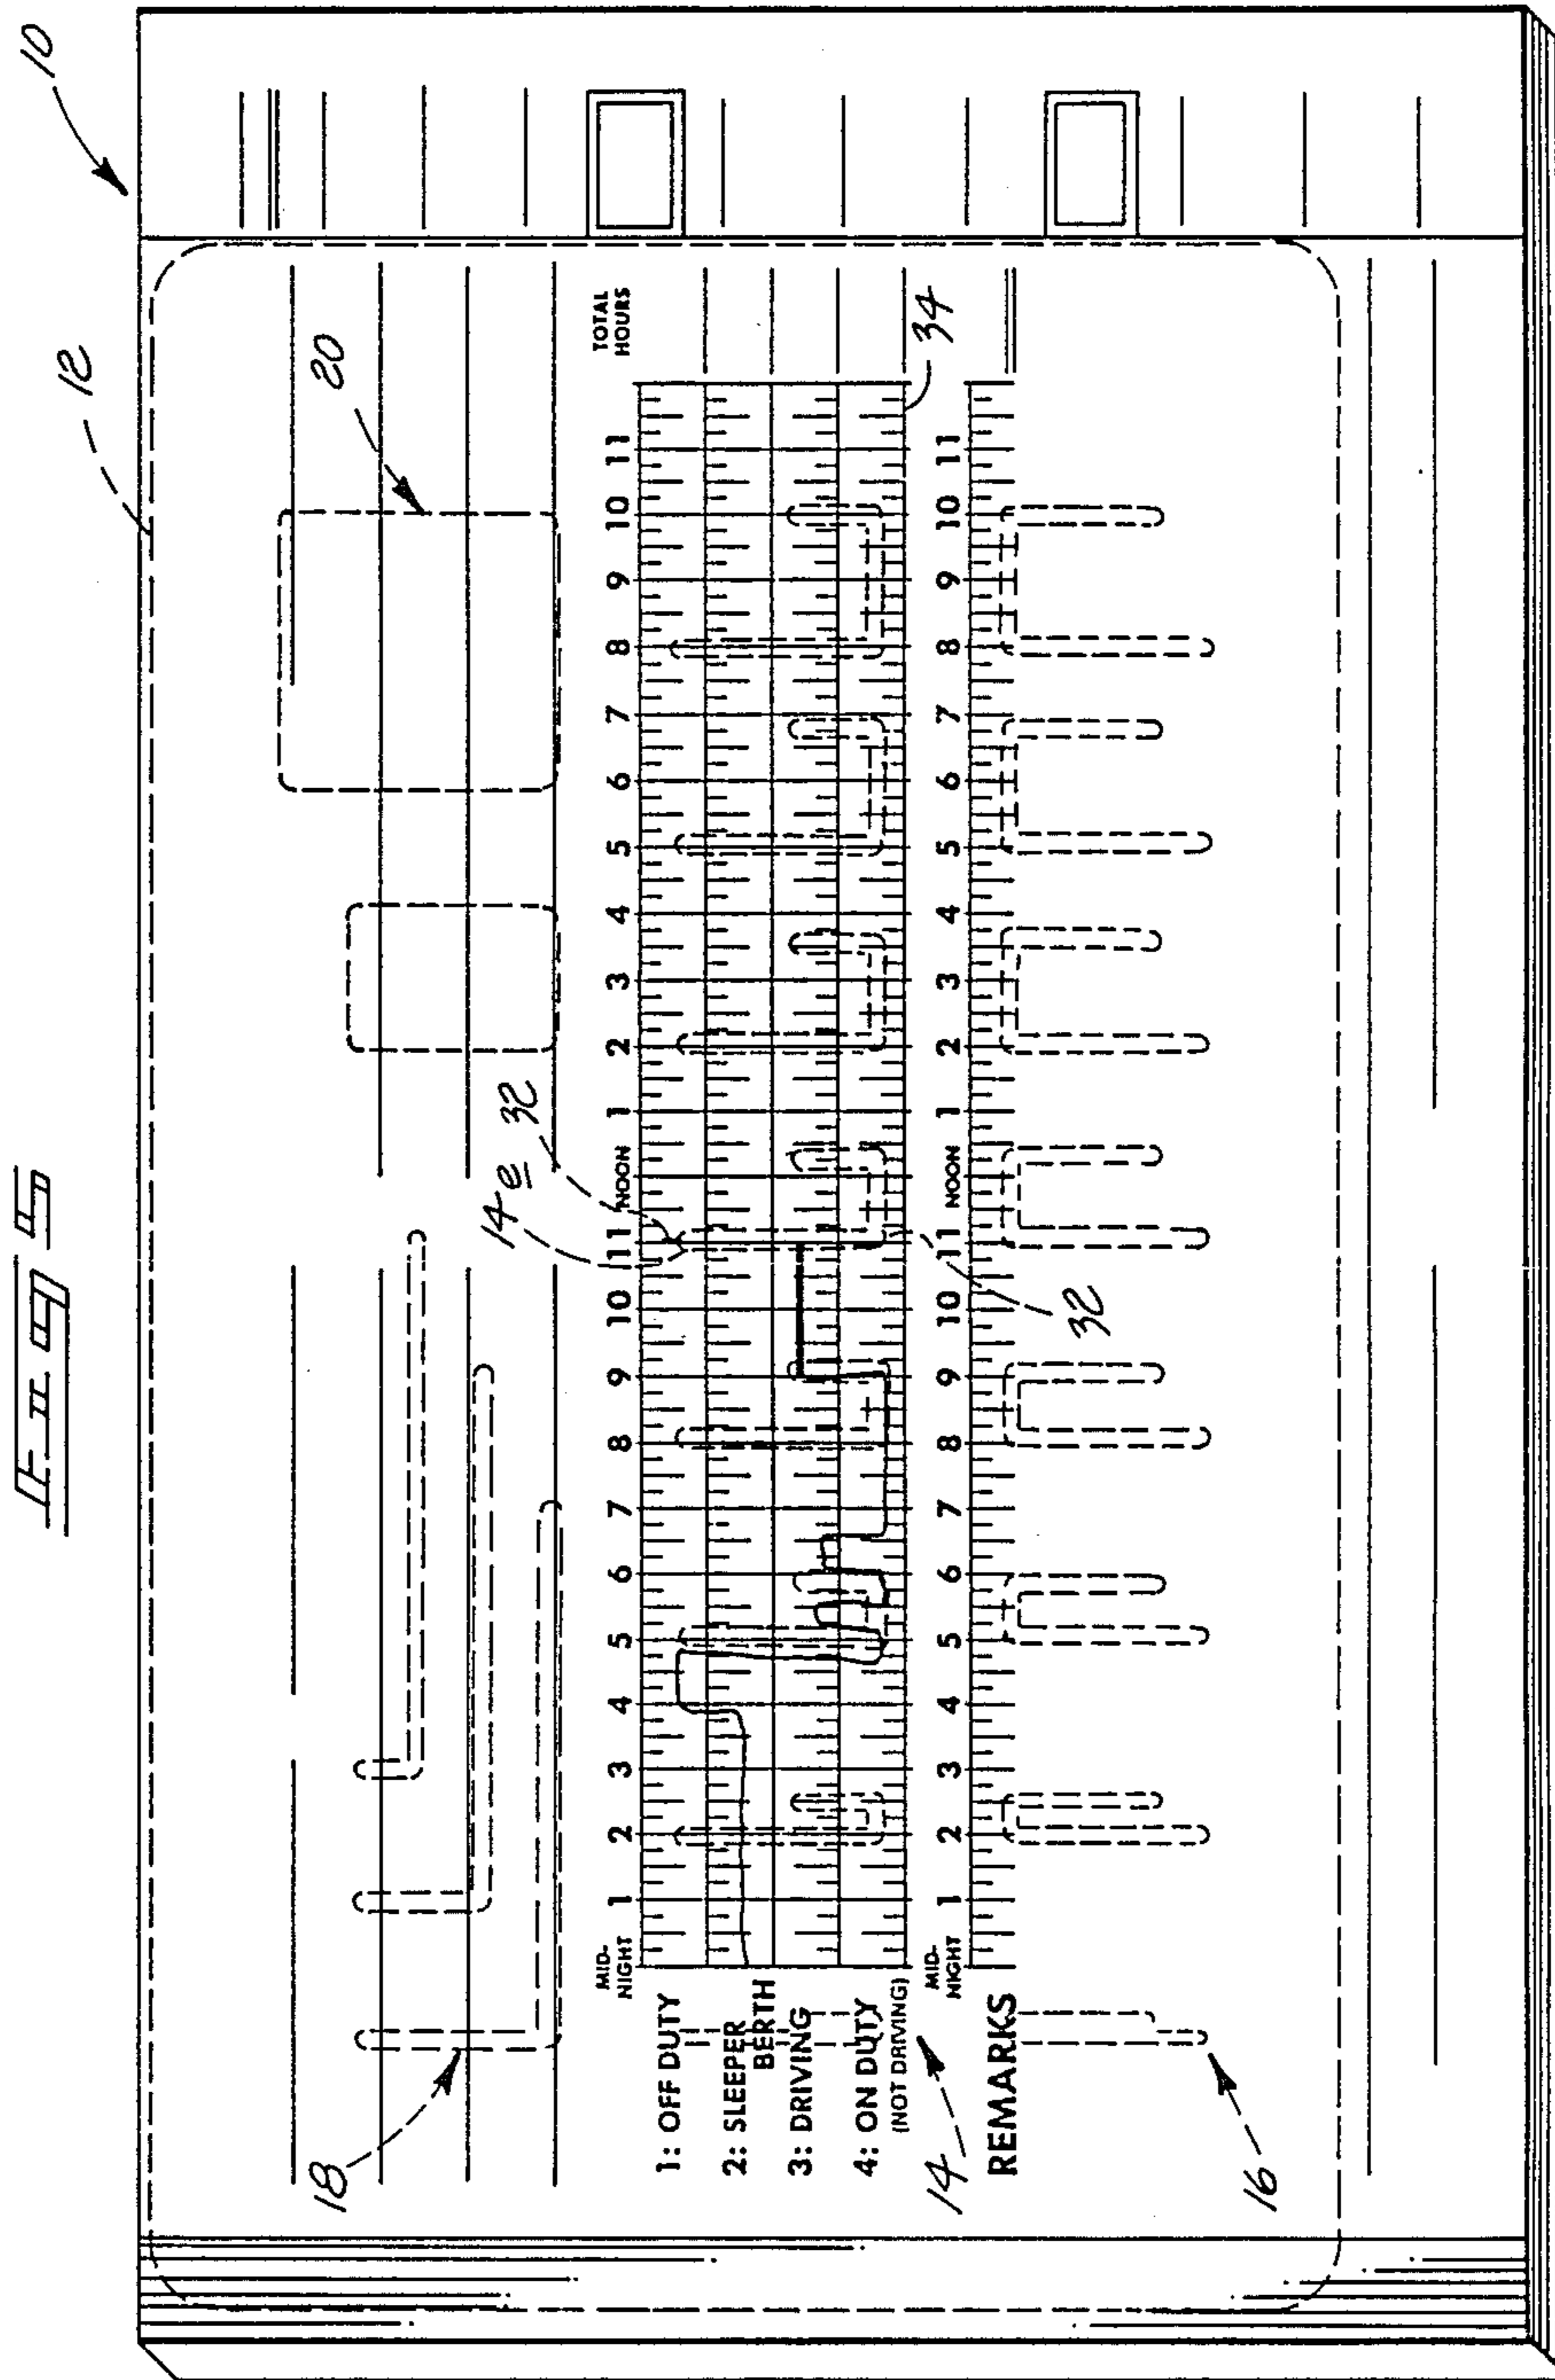 Fig 5
10
12
18
20
14e 32
TOTAL HOURS
MID-NIGHT 1 2 3 4 5 6 7 8 9 10 11 NOON 1 2 3 4 5 6 7 8 9 10 11
1: OFF DUTY
2: SLEEPER BERTH
3: DRIVING
4: ON DUTY
(NOT DRIVING)
34
14
32
MID-NIGHT 1 2 3 4 5 6 7 8 9 10 11 NOON 1 2 3 4 5 6 7 8 9 10 11
REMARKS
16